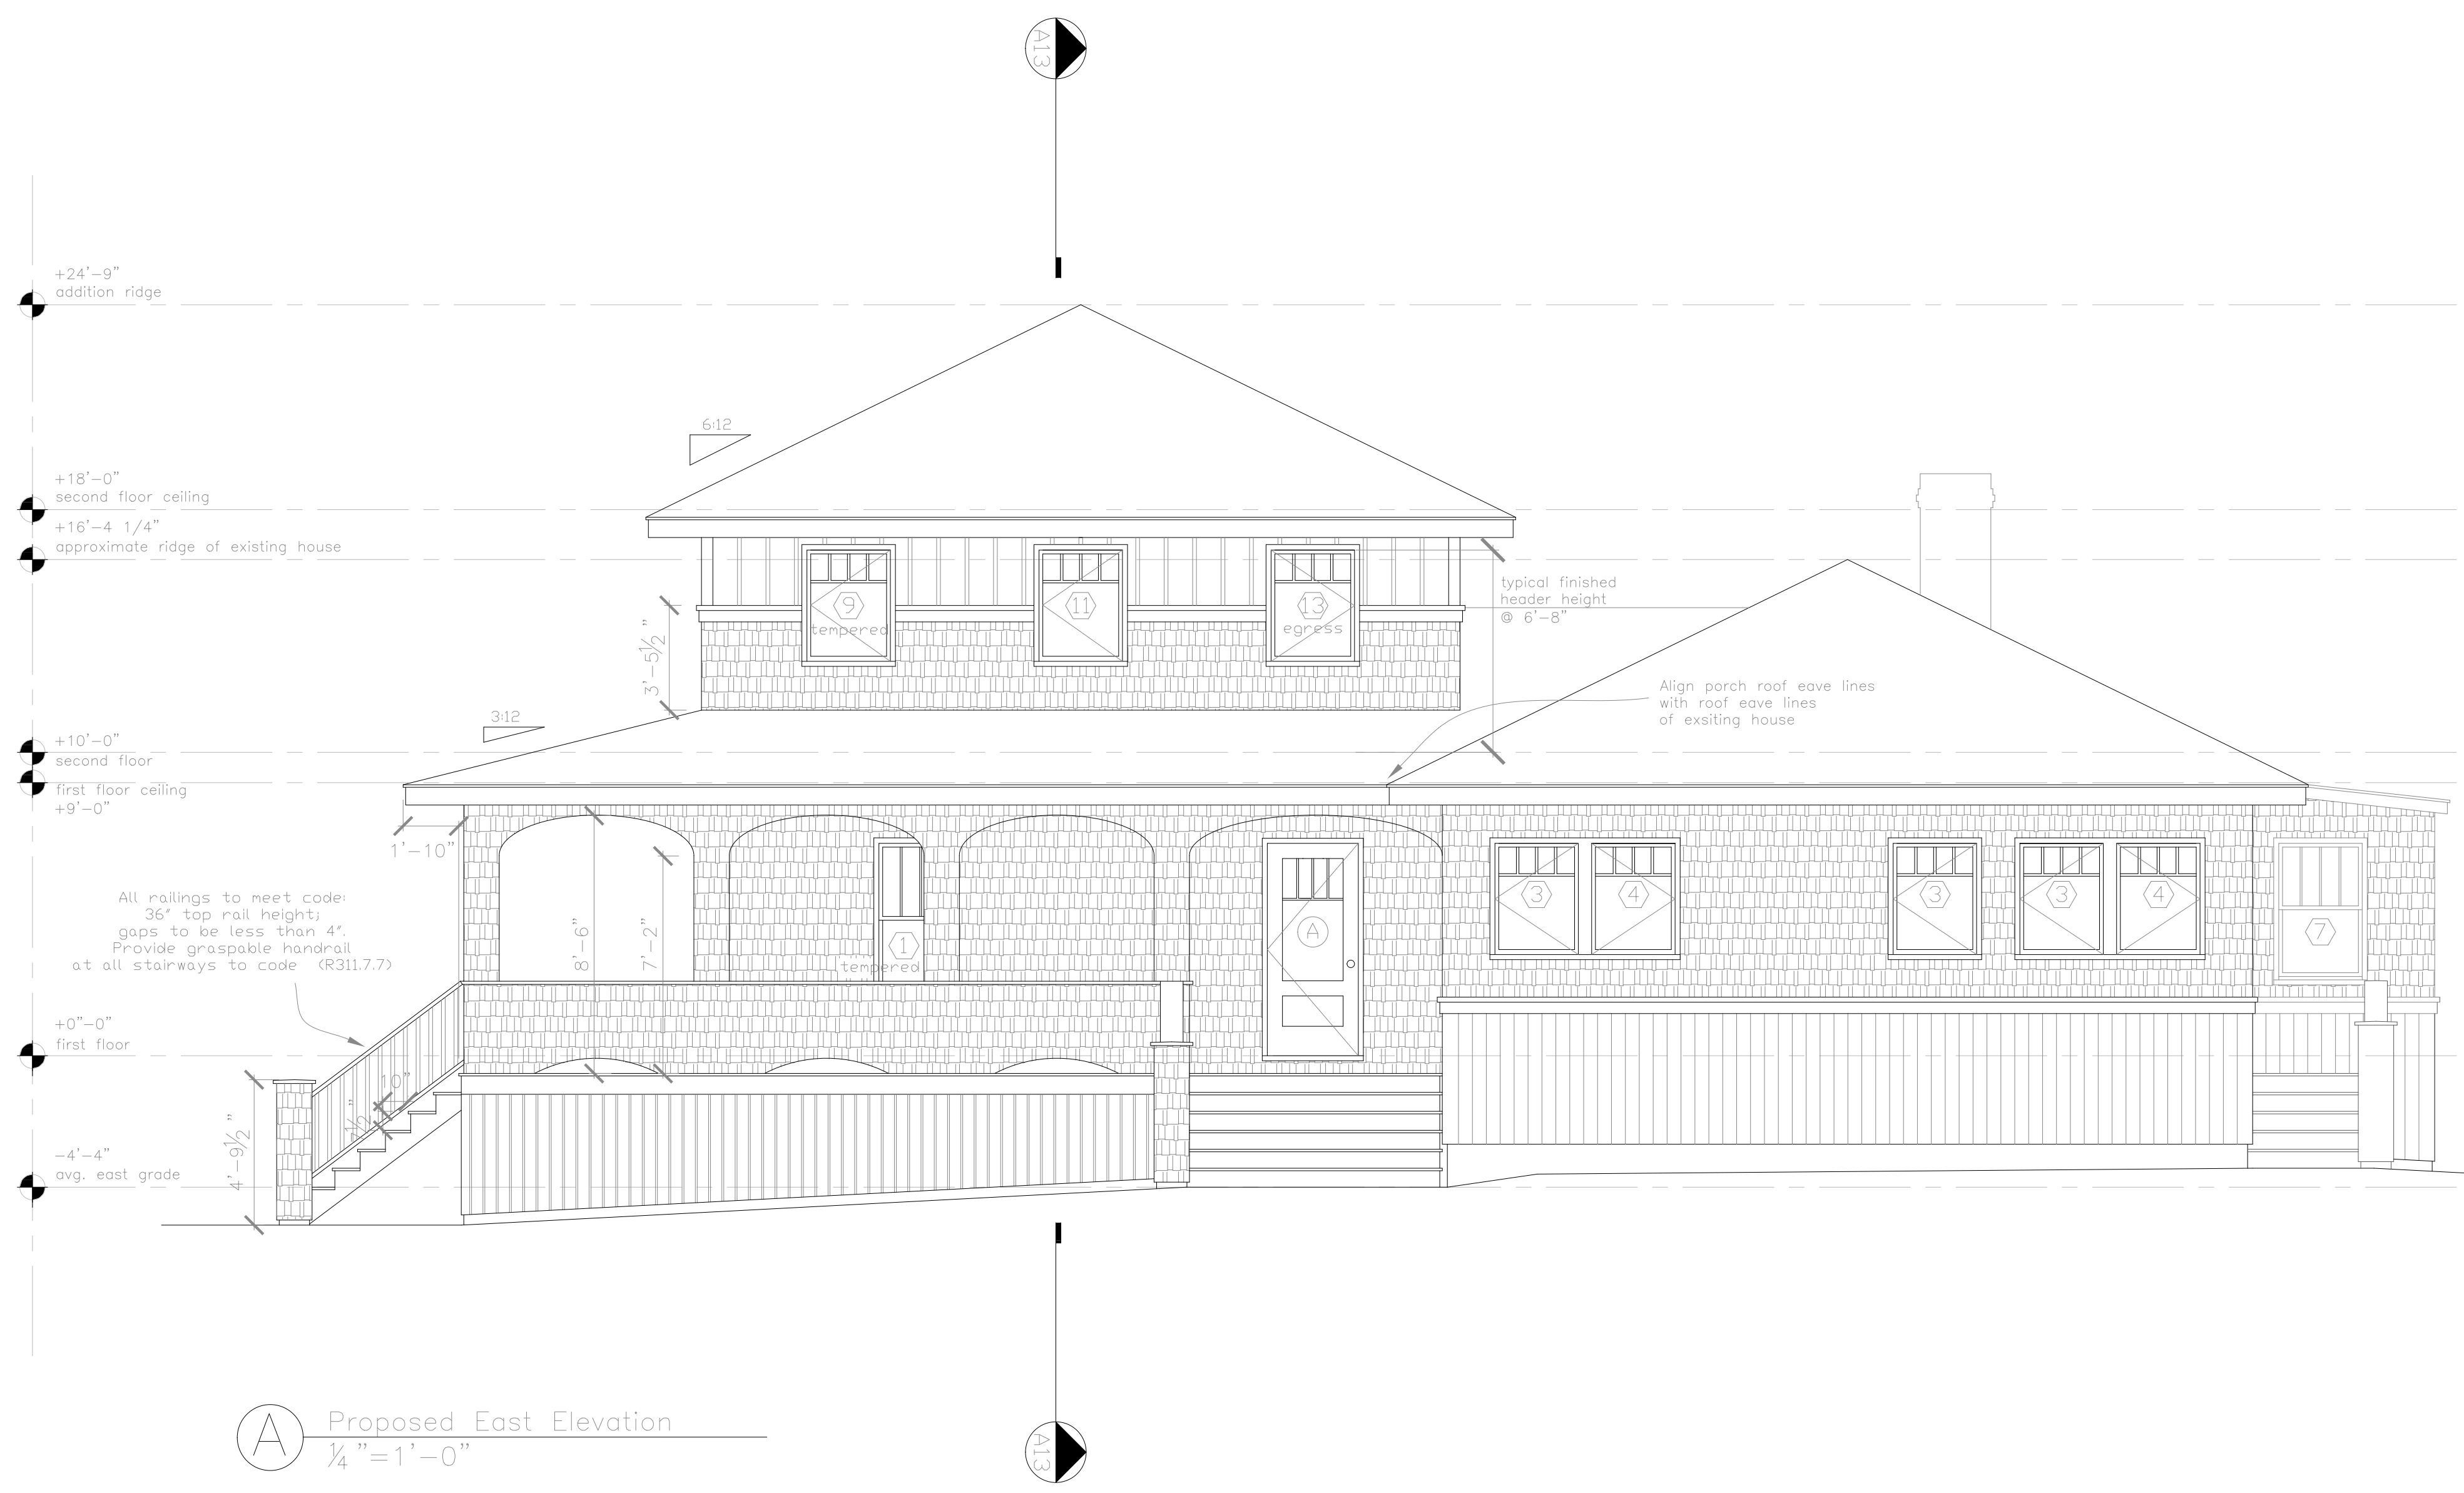 A13
+24'-9"
addition ridge
6:12
+18'-0"
second floor ceiling
+16'-4 1/4"
approximate ridge of existing house
typical finished
header height
@ 6'-8"
9
tempered
11
13
egress
3'-5½"
Align porch roof eave lines
with roof eave lines
of exsiting house
3:12
+10'-0"
second floor
first floor ceiling
+9'-0"
1'-10"
All railings to meet code:
36" top rail height;
gaps to be less than 4".
Provide graspable handrail
at all stairways to code (R311.7.7)
8'-6"
7'-2"
1
tempered
A
3
4
3
3
4
7
+0"-0"
first floor
10"
7½"
4'-9½"
-4'-4"
avg. east grade
A
Proposed East Elevation
¼"=1'-0"
A13